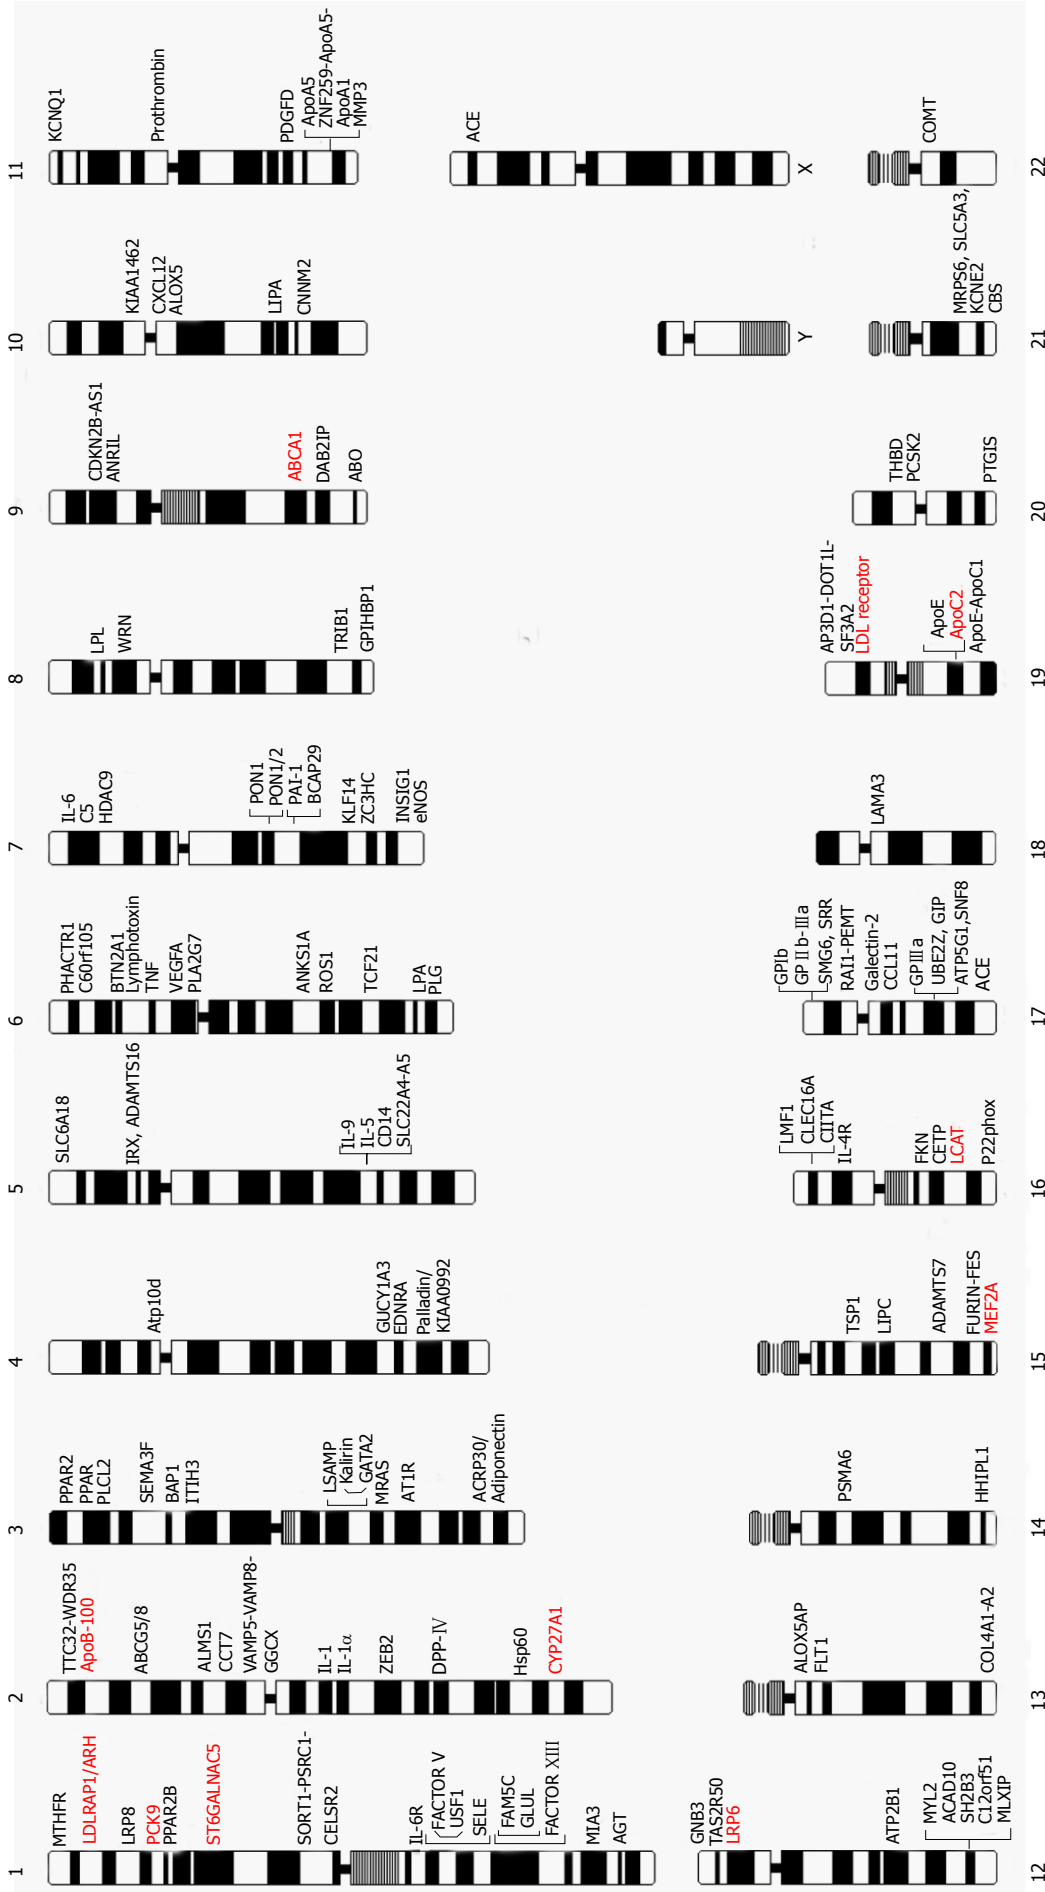 1
MTHFR
LDLRAP1/ARH
LRP8
PCK9
PPAR2B
ST6GALNAC5
SORT1-PSRC1-
CELSR2
IL-6R
FACTOR V
USF1
SELE
FAM5C
GLUL
FACTOR XIII
MIA3
AGT
2
TTC32-WDR35
ApoB-100
ABCG5/8
ALMS1
CCT7
VAMP5-VAMP8-
GGCX
IL-1
IL-1α
ZEB2
DPP-IV
Hsp60
CYP27A1
3
PPAR2
PPAR
PLCL2
SEMA3F
BAP1
ITIH3
LSAMP
Kalirin
GATA2
MRAS
AT1R
ACRP30/
Adiponectin
4
Atp10d
GUCY1A3
EDNRA
Palladin/
KIAA0992
5
SLC6A18
IRX, ADAMTS16
IL-9
IL-5
CD14
SLC22A4-A5
6
PHACTR1
C60rf105
BTN2A1
Lymphotoxin
TNF
VEGFA
PLA2G7
ANKS1A
ROS1
TCF21
LPA
PLG
7
IL-6
C5
HDAC9
PON1
PON1/2
PAI-1
BCAP29
KLF14
ZC3HC
INSIG1
eNOS
8
LPL
WRN
TRIB1
GPIHBP1
9
CDKN2B-AS1
ANRIL
ABCA1
DAB2IP
ABO
10
KIAA1462
CXCL12
ALOX5
LIPA
CNNM2
11
KCNQ1
Prothrombin
PDGFD
ApoA5
ZNF259-ApoA5-
ApoA1
MMP3
12
GNB3
TAS2R50
LRP6
ATP2B1
MYL2
ACAD10
SH2B3
C12orf51
MLXIP
13
ALOX5AP
FLT1
COL4A1-A2
14
PSMA6
HHIPL1
15
TSP1
LIPC
ADAMTS7
FURIN-FES
MEF2A
16
LMF1
CLEC16A
CIITA
IL-4R
FKN
CETP
LCAT
P22phox
17
GPIb
GP II b-IIIa
SMG6, SRR
RAI1-PEMT
Galectin-2
CCL11
GPIIIa
UBE2Z, GIP
ATP5G1,SNF8
ACE
18
LAMA3
19
AP3D1-DOT1L-
SF3A2
LDL receptor
ApoE
ApoC2
ApoE-ApoC1
20
THBD
PCSK2
PTGIS
Y
21
MRPS6, SLC5A3,
KCNE2
CBS
X
ACE
22
COMT